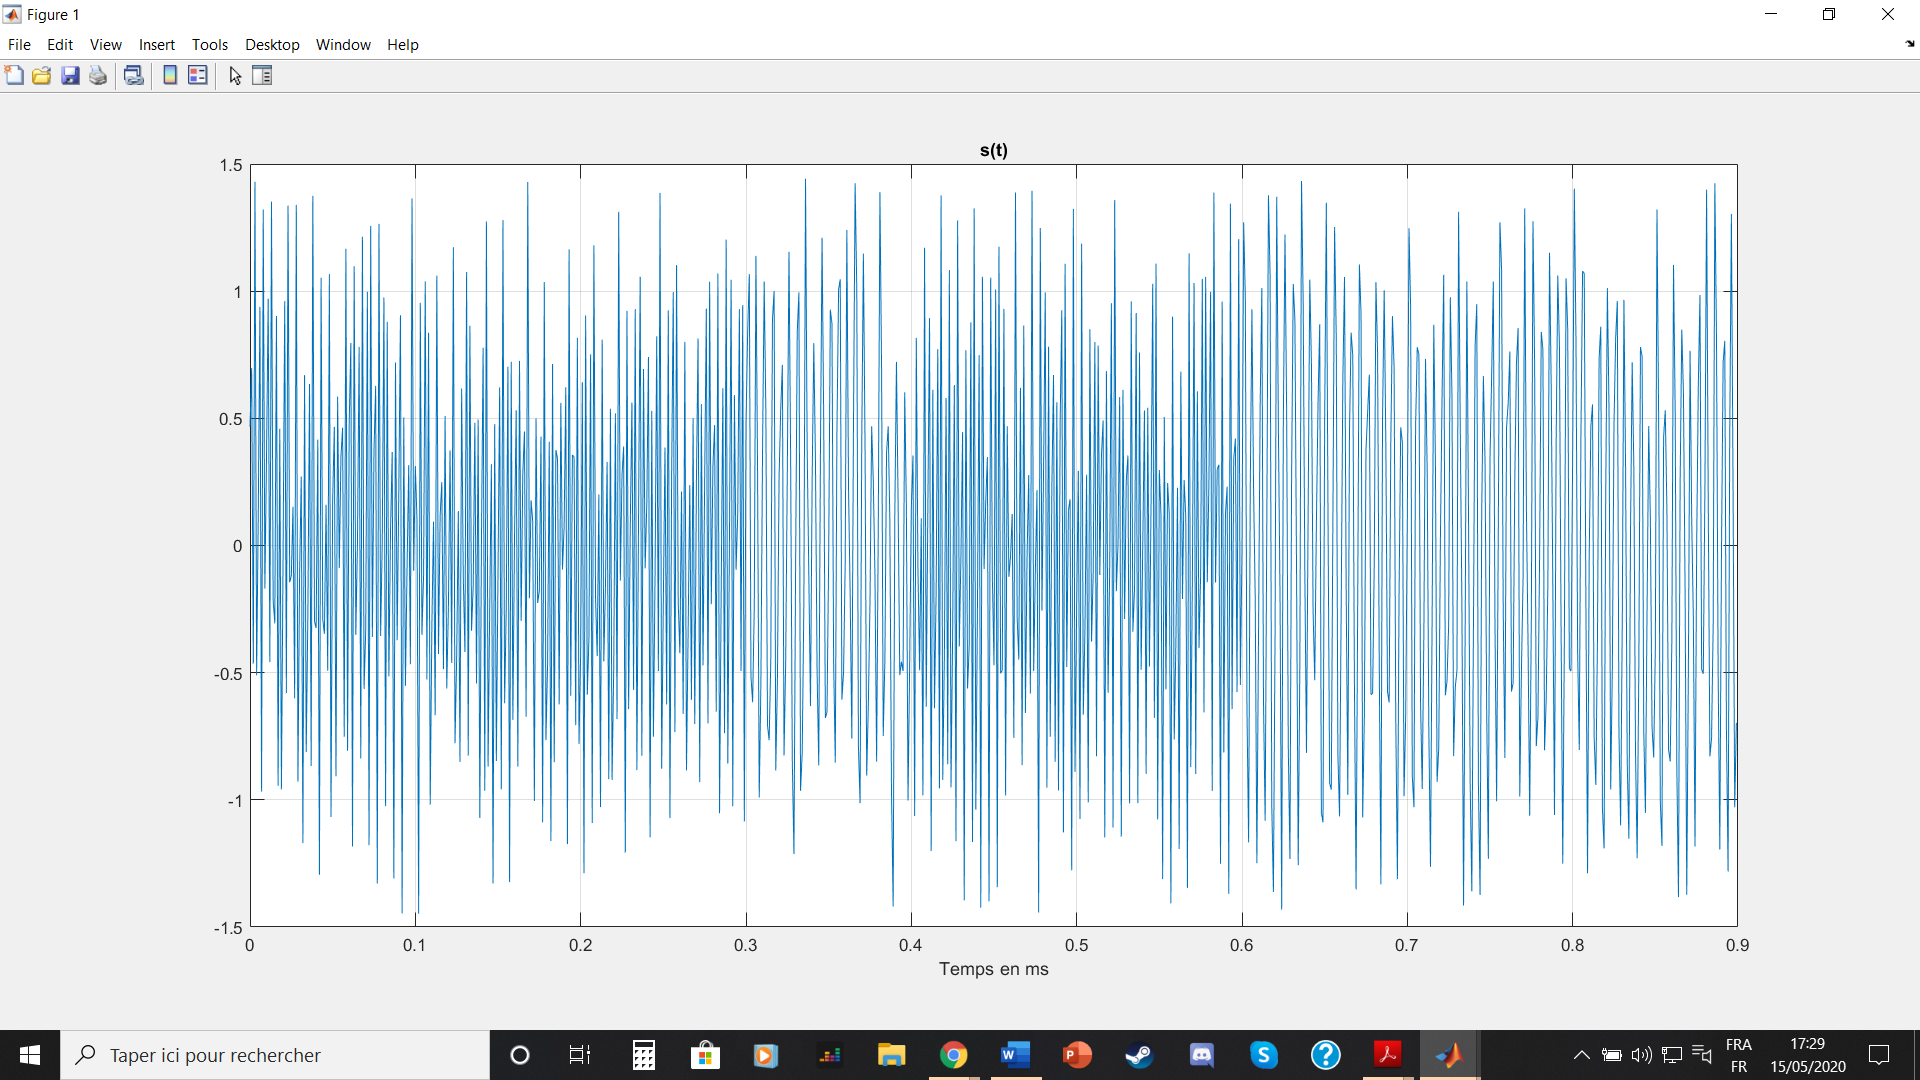 Figure 1
File Edit View Insert Tools Desktop Window Help
s(t)
1.5
1
0.5
0
-0.5
-1
-1.5
0 0.1 0.2 0.3 0.4 0.5 0.6 0.7 0.8 0.9
Temps en ms
Taper ici pour rechercher
FRA
FR
17:29
15/05/2020